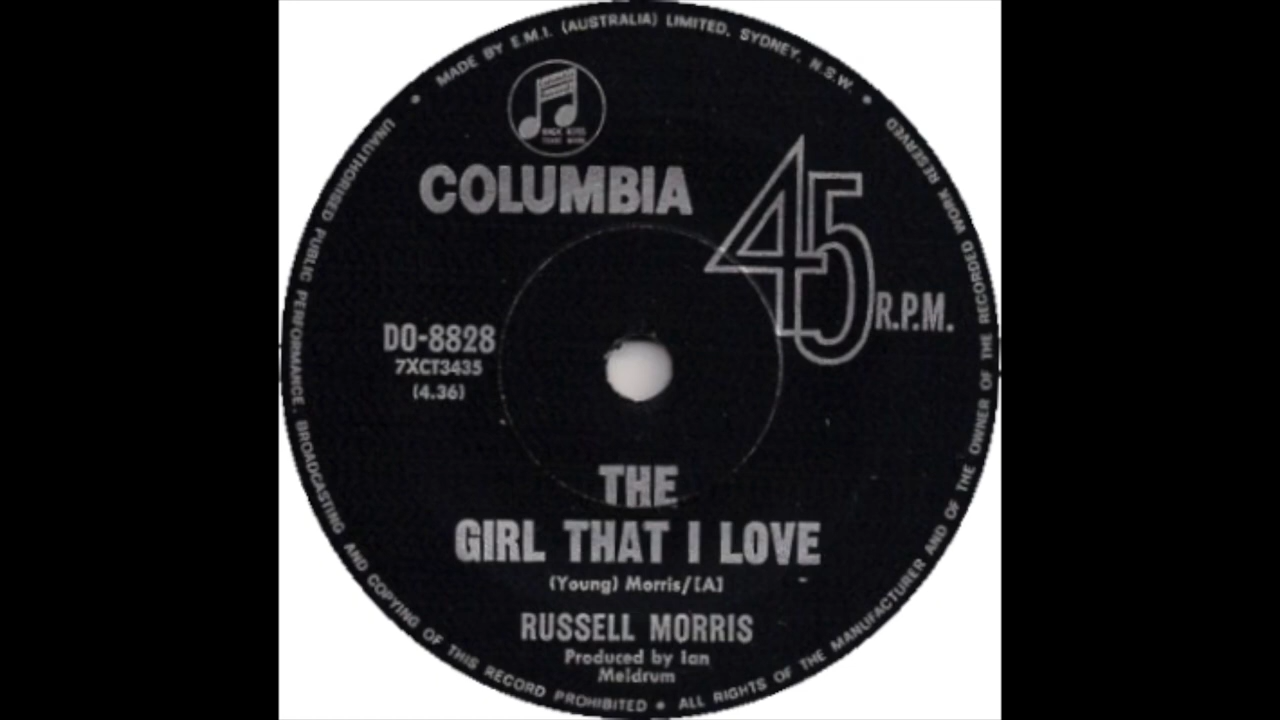 MADE BY E.M.I. (AUSTRALIA) LIMITED. SYDNEY. N.S.W.
UNAUTHORISED PUBLIC PERFORMANCE, BROADCASTING AND COPYING OF THIS RECORD PROHIBITED • ALL RIGHTS OF THE MANUFACTURER AND OF THE OWNER OF THE RECORDED WORK RESERVED
COLUMBIA
45
R.P.M.
DO-8828
7XCT3435
(4.36)
THE
GIRL THAT I LOVE
(Young) Morris/[A]
RUSSELL MORRIS
Produced by Ian
Meldrum